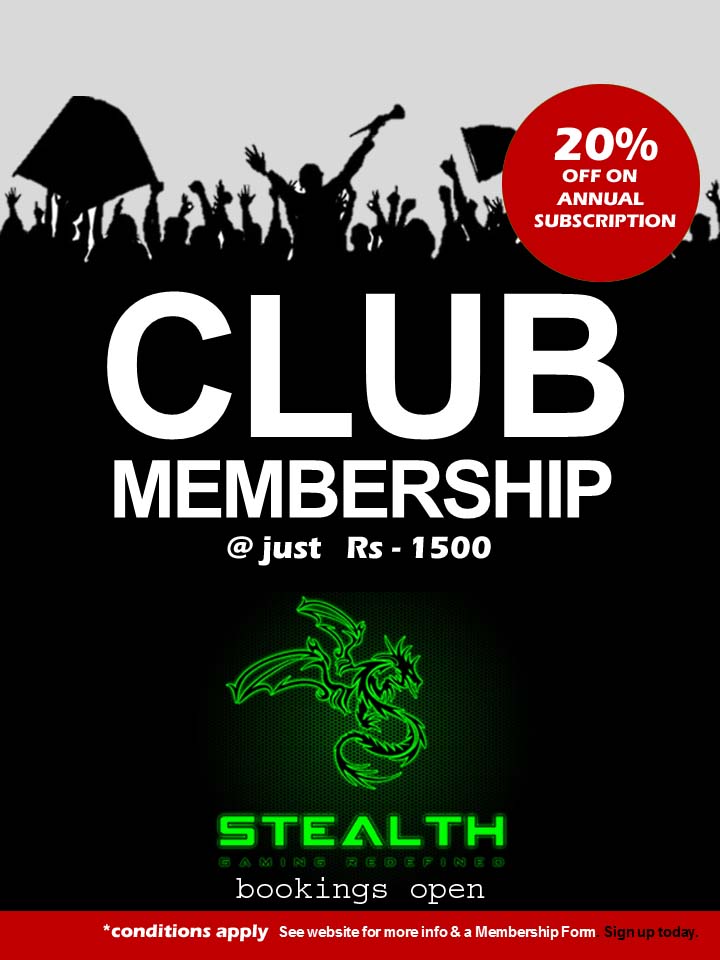 20%
OFF ON
ANNUAL
SUBSCRIPTION
CLUB
MEMBERSHIP
@ just Rs - 1500
STEALTH
GAMING REDEFINED
bookings open
*conditions apply See website for more info & a Membership Form. Sign up today.